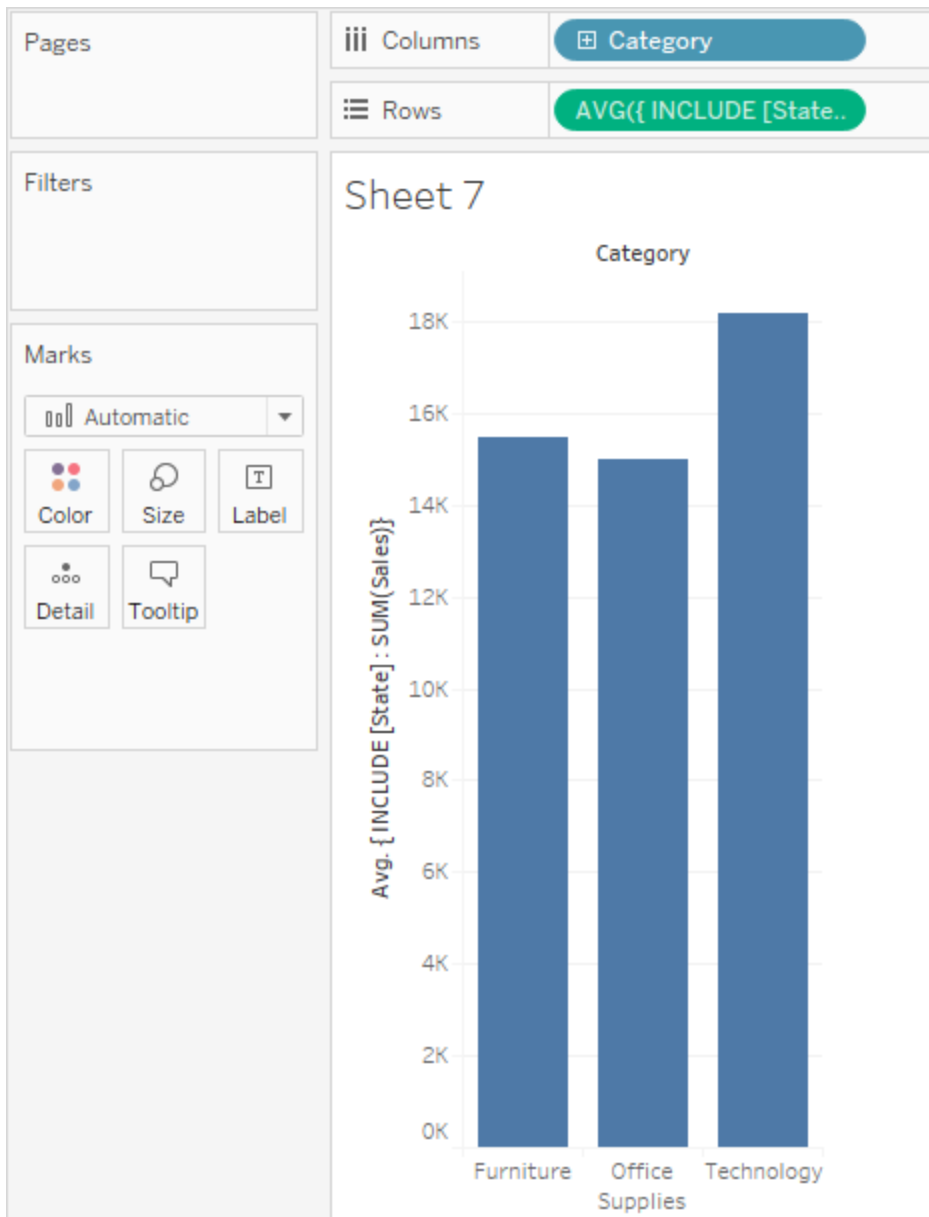 Pages
Columns
Category
Rows
AVG({ INCLUDE [State..
Filters
Sheet 7
Category
Marks
Automatic
Color
Size
T
Label
Detail
Tooltip
Avg. { INCLUDE [State] : SUM(Sales)}
18K
16K
14K
12K
10K
8K
6K
4K
2K
0K
Furniture
Office
Supplies
Technology